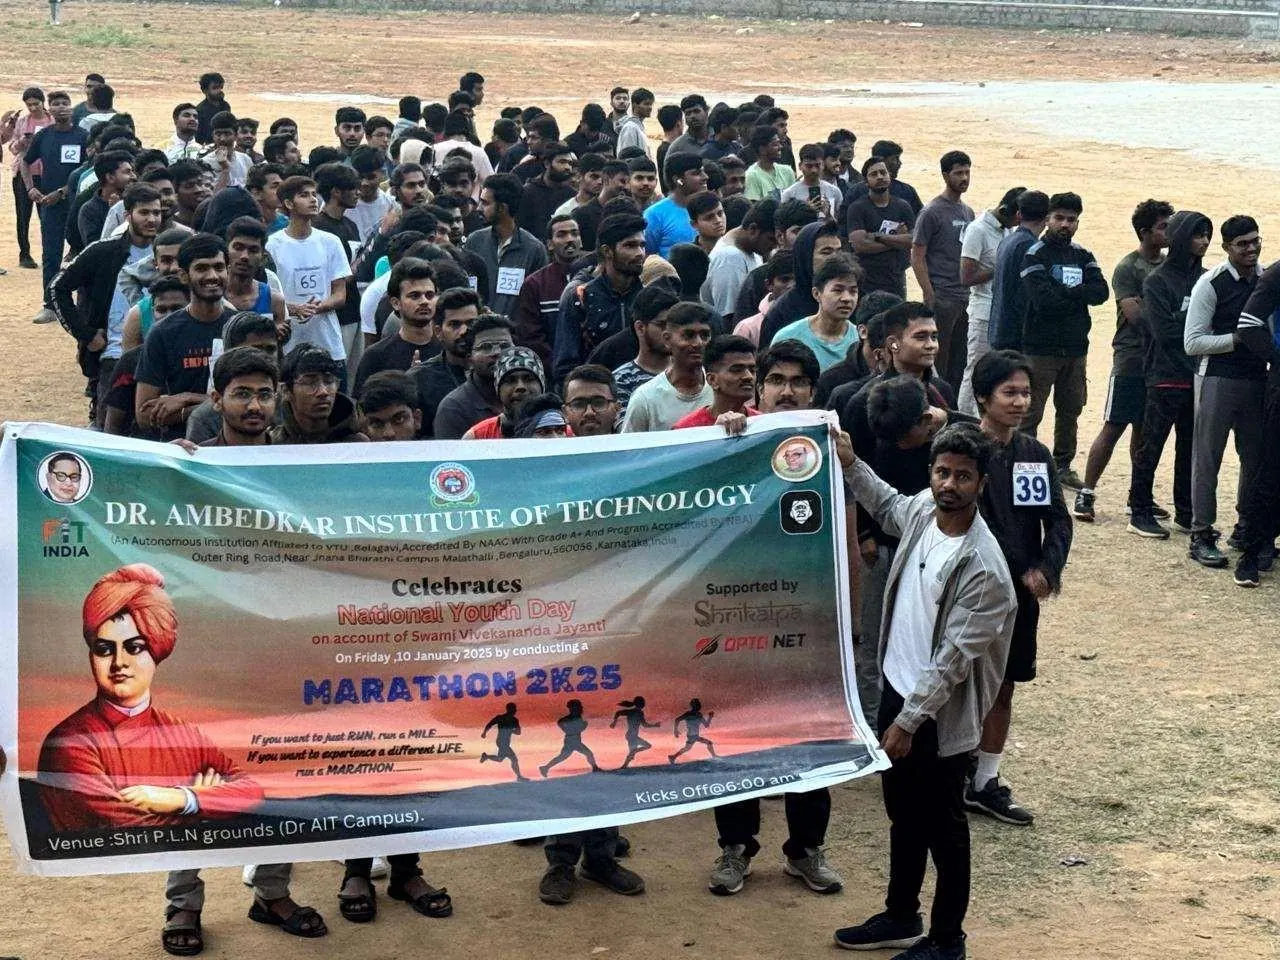 DR. AMBEDKAR INSTITUTE OF TECHNOLOGY
(An Autonomous Institution Affiliated to VTU ,Belagavi,Accredited By NAAC With Grade A+ And Program Accredited By NBA)
Outer Ring Road,Near Jnana Bharathi Campus Malathalli ,Bengaluru,560056 ,Karnataka,India
FIT
INDIA
Celebrates
National Youth Day
on account of Swami Vivekananda Jayanti
On Friday ,10 January 2025 by conducting a
MARATHON 2K25
Supported by
Shrikalpa
OPTO NET
If you want to just RUN, run a MILE......
If you want to experience a different LIFE.
run a MARATHON..........
Kicks Off@6:00 am
Venue :Shri P.L.N grounds (Dr AIT Campus).
62
65
231
Dr. AIT
39